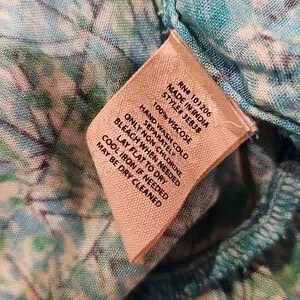 MADE IN INDIA
100% VISCOSE
HAND WASH COLD
SEPARATELY
ONLY NON-CHLORINE
BLEACH WHEN NEEDED
LAY FLAT TO DRY
COOL IRON IF NEEDED
MAY BE DRY CLEANED